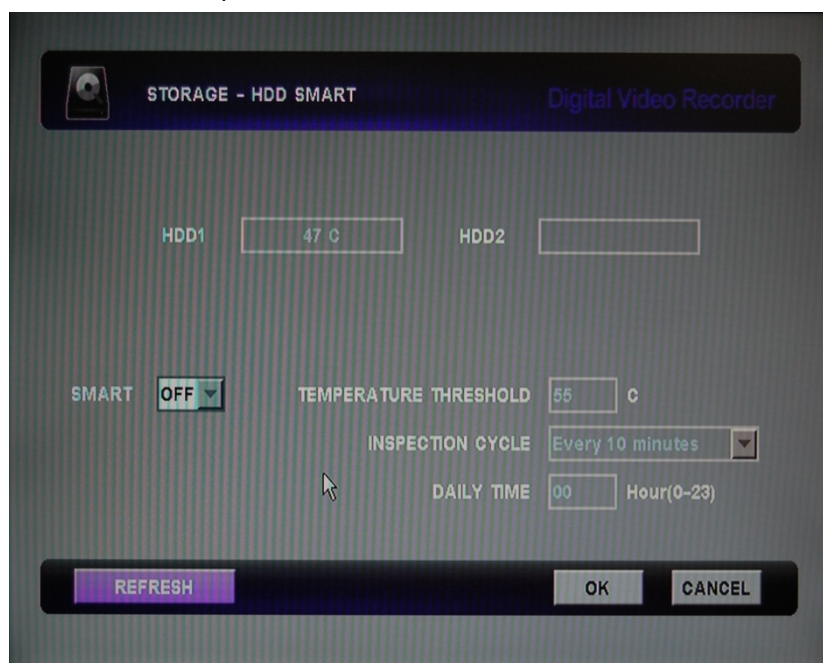 STORAGE - HDD SMART Digital Video Recorder
HDD1 47 C HDD2
SMART OFF TEMPERATURE THRESHOLD 55 C
INSPECTION CYCLE Every 10 minutes
DAILY TIME 00 Hour(0-23)
REFRESH OK CANCEL